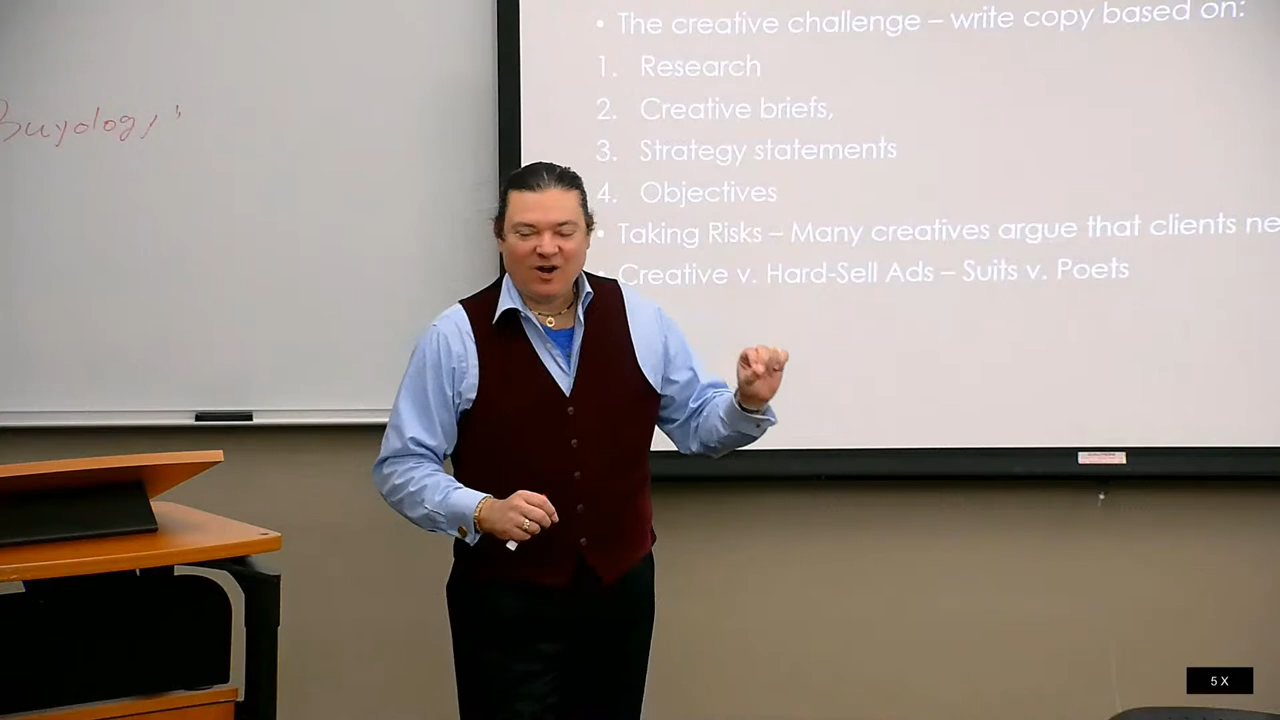 Buyology"
• The creative challenge – write copy based on:
1. Research
2. Creative briefs,
3. Strategy statements
4. Objectives
• Taking Risks – Many creatives argue that clients ne
• Creative v. Hard-Sell Ads – Suits v. Poets
5 X